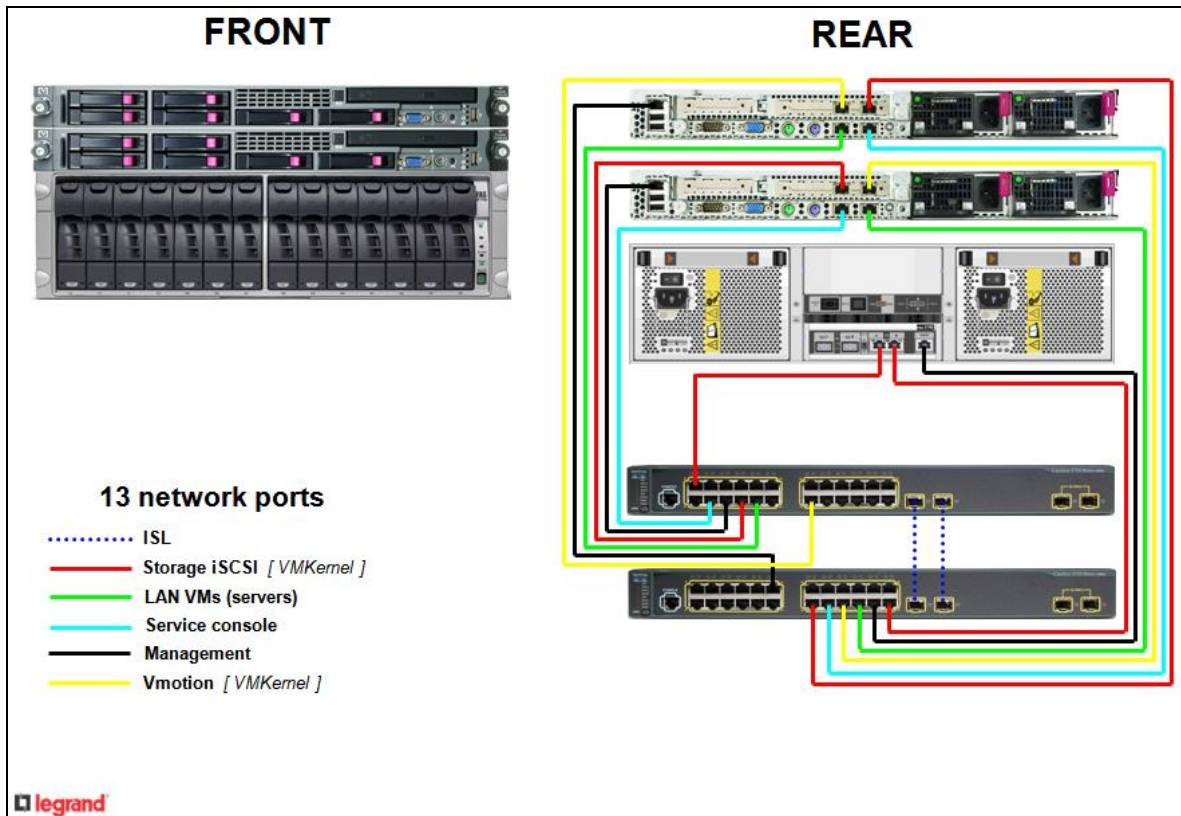 FRONT
REAR
13 network ports
ISL
Storage iSCSI [ VMKernel ]
LAN VMs (servers)
Service console
Management
Vmotion [ VMKernel ]
legrand